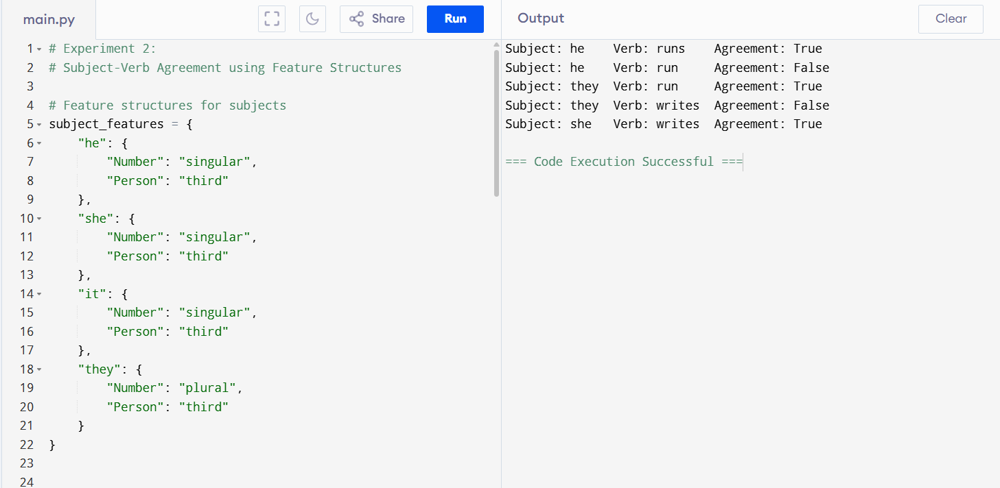 main.py
Share
Run
1 # Experiment 2:
2 # Subject-Verb Agreement using Feature Structures
3
4 # Feature structures for subjects
5 subject_features = {
6     "he": {
7         "Number": "singular",
8         "Person": "third"
9     },
10     "she": {
11         "Number": "singular",
12         "Person": "third"
13     },
14     "it": {
15         "Number": "singular",
16         "Person": "third"
17     },
18     "they": {
19         "Number": "plural",
20         "Person": "third"
21     }
22 }
23
24
Output
Clear
Subject: he    Verb: runs    Agreement: True
Subject: he    Verb: run     Agreement: False
Subject: they  Verb: run     Agreement: True
Subject: they  Verb: writes  Agreement: False
Subject: she   Verb: writes  Agreement: True
=== Code Execution Successful ===